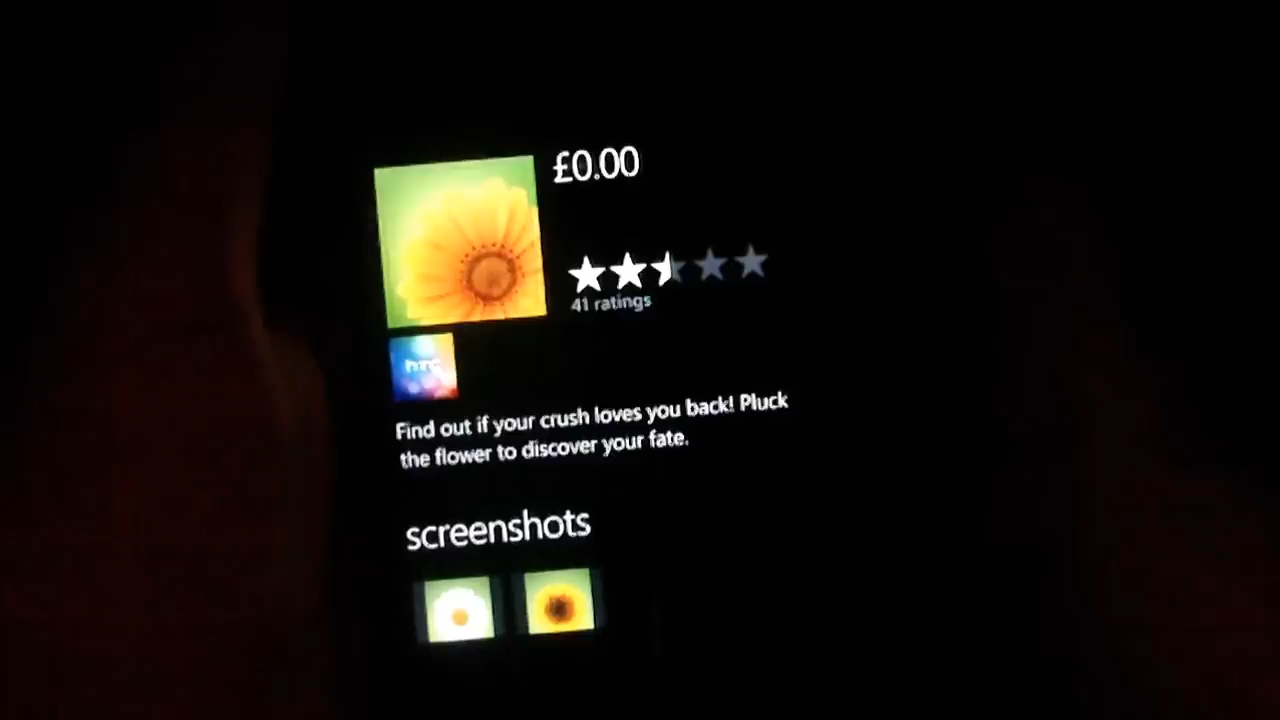 £0.00
41 ratings
htc
Find out if your crush loves you back! Pluck
the flower to discover your fate.
screenshots